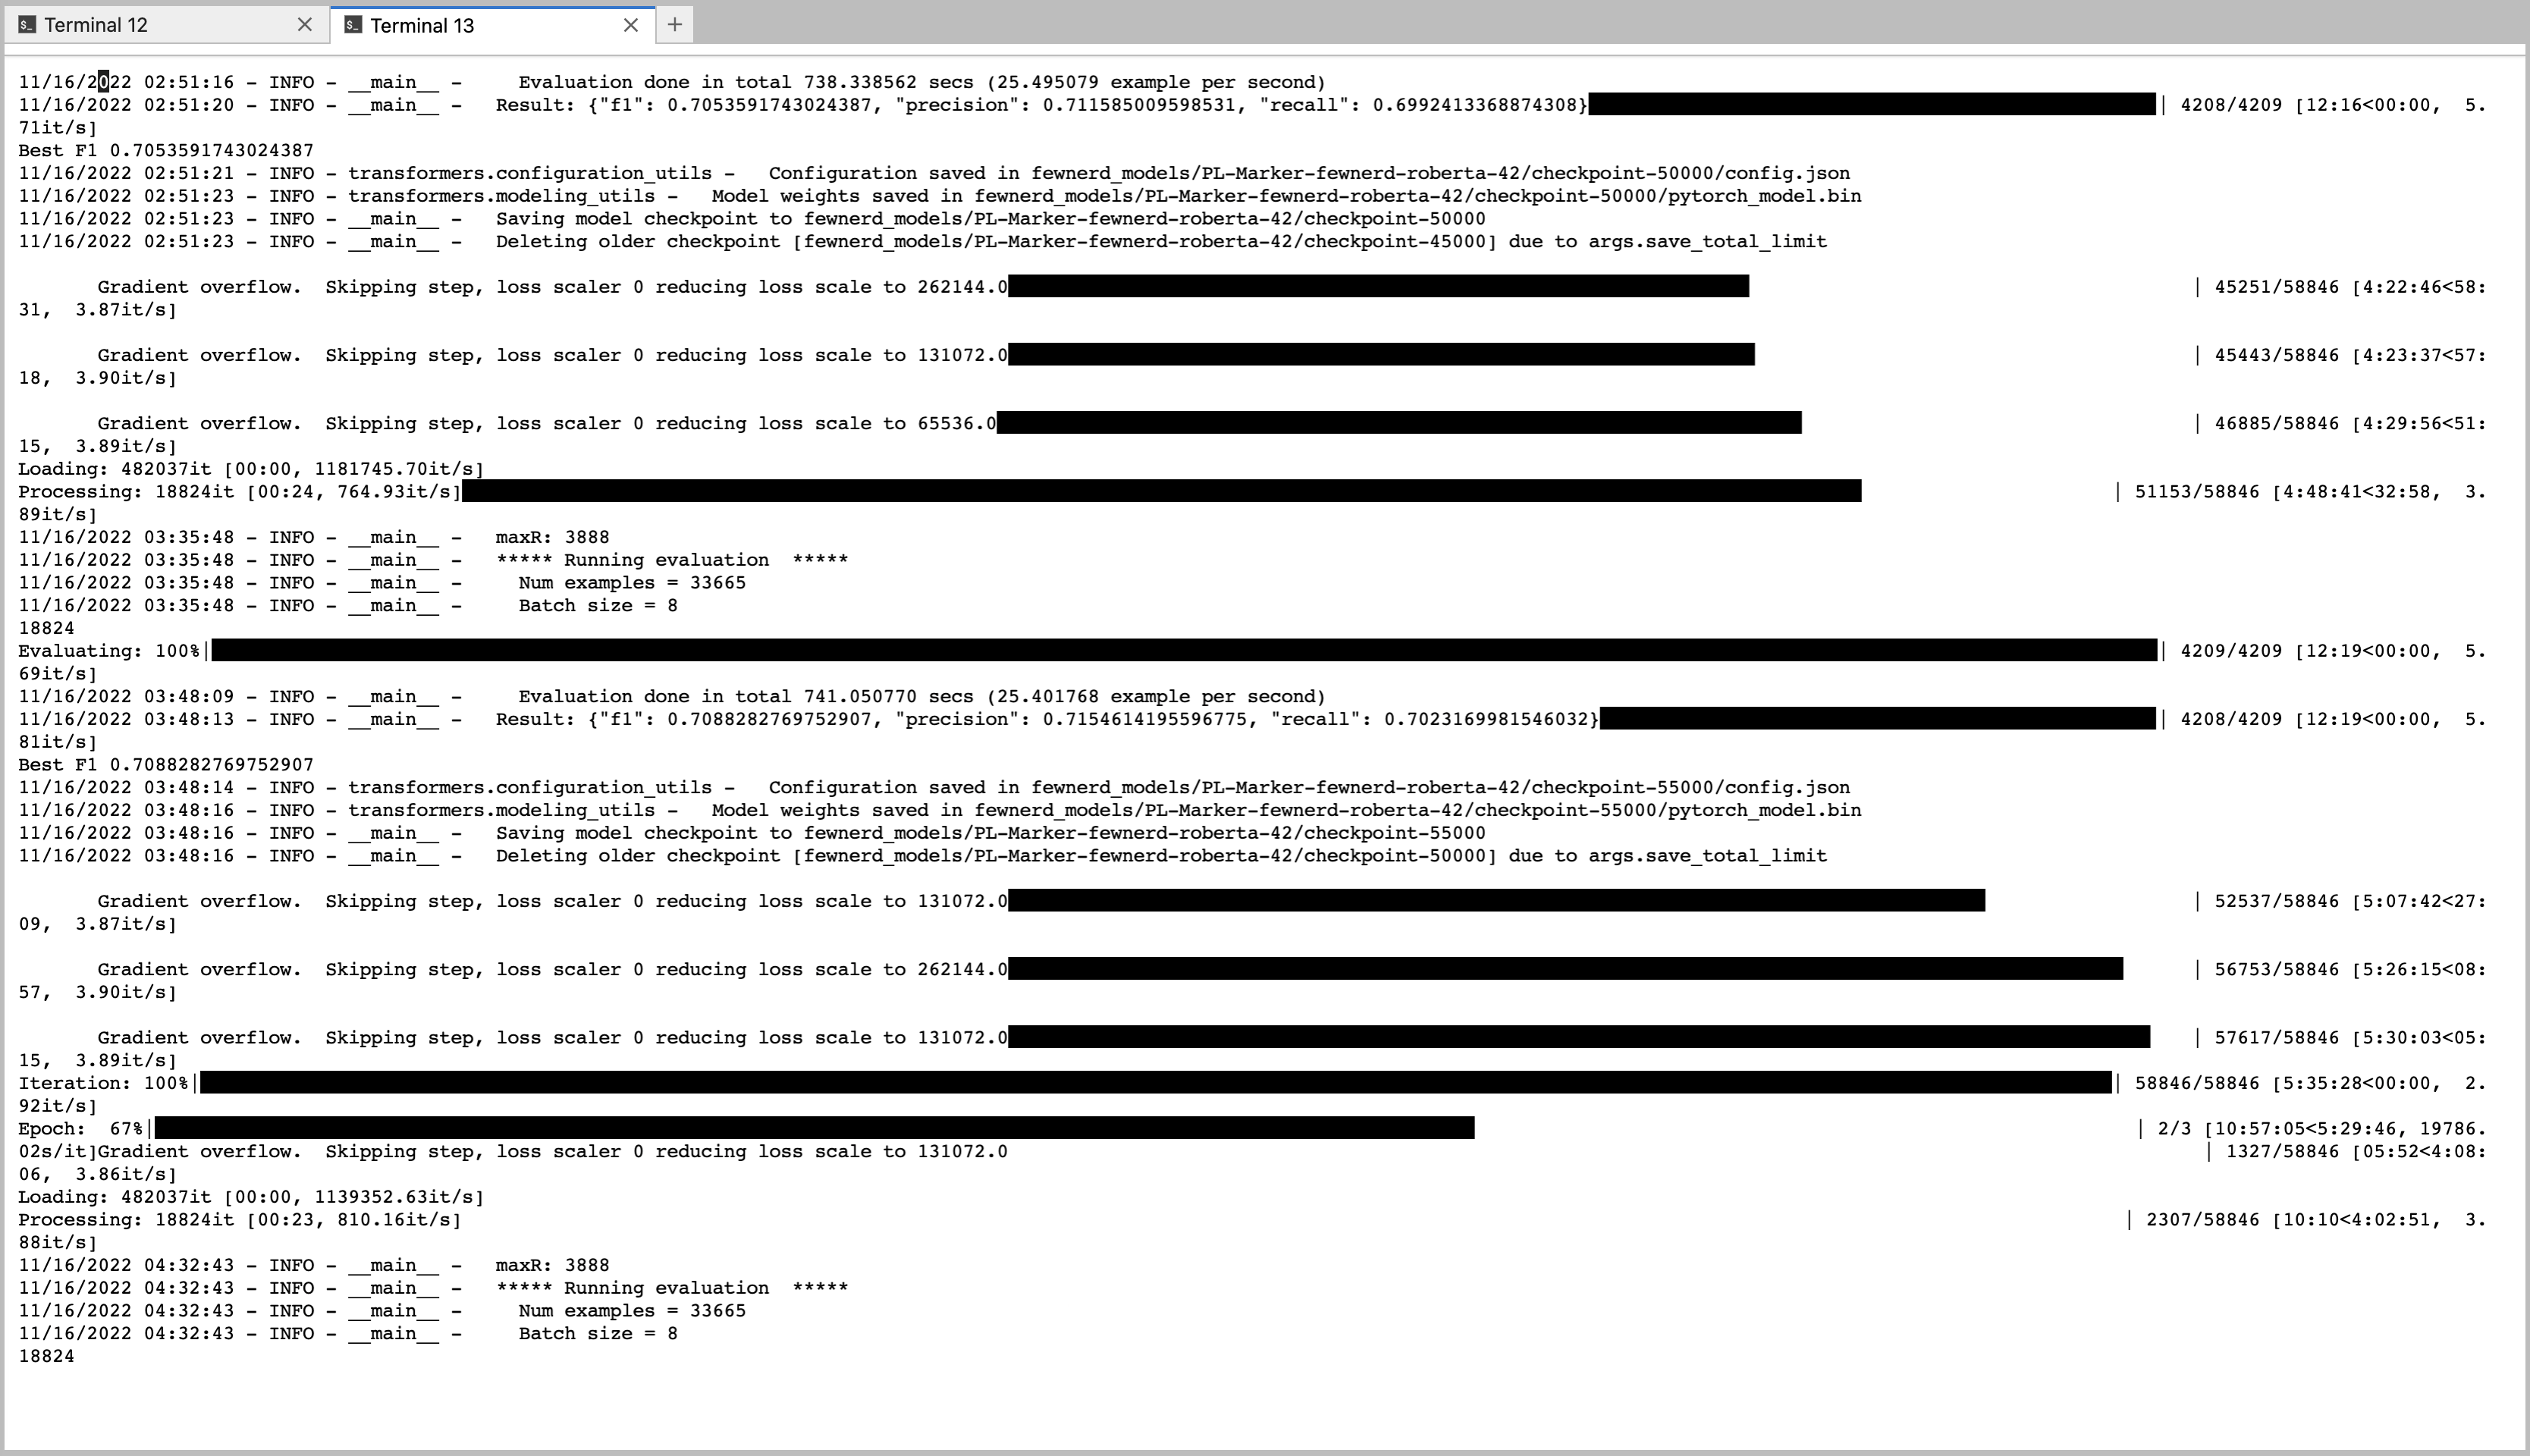 Terminal 12
Terminal 13
11/16/2022 02:51:16 - INFO - __main__ -     Evaluation done in total 738.338562 secs (25.495079 example per second)
11/16/2022 02:51:20 - INFO - __main__ -   Result: {"f1": 0.7053591743024387, "precision": 0.711585009598531, "recall": 0.6992413368874308}| 4208/4209 [12:16<00:00,  5.
71it/s]
Best F1 0.7053591743024387
11/16/2022 02:51:21 - INFO - transformers.configuration_utils -   Configuration saved in fewnerd_models/PL-Marker-fewnerd-roberta-42/checkpoint-50000/config.json
11/16/2022 02:51:23 - INFO - transformers.modeling_utils -   Model weights saved in fewnerd_models/PL-Marker-fewnerd-roberta-42/checkpoint-50000/pytorch_model.bin
11/16/2022 02:51:23 - INFO - __main__ -   Saving model checkpoint to fewnerd_models/PL-Marker-fewnerd-roberta-42/checkpoint-50000
11/16/2022 02:51:23 - INFO - __main__ -   Deleting older checkpoint [fewnerd_models/PL-Marker-fewnerd-roberta-42/checkpoint-45000] due to args.save_total_limit
Gradient overflow.  Skipping step, loss scaler 0 reducing loss scale to 262144.0 | 45251/58846 [4:22:46<58:
31,  3.87it/s]
Gradient overflow.  Skipping step, loss scaler 0 reducing loss scale to 131072.0 | 45443/58846 [4:23:37<57:
18,  3.90it/s]
Gradient overflow.  Skipping step, loss scaler 0 reducing loss scale to 65536.0 | 46885/58846 [4:29:56<51:
15,  3.89it/s]
Loading: 482037it [00:00, 1181745.70it/s]
Processing: 18824it [00:24, 764.93it/s] | 51153/58846 [4:48:41<32:58,  3.
89it/s]
11/16/2022 03:35:48 - INFO - __main__ -   maxR: 3888
11/16/2022 03:35:48 - INFO - __main__ -   ***** Running evaluation  *****
11/16/2022 03:35:48 - INFO - __main__ -     Num examples = 33665
11/16/2022 03:35:48 - INFO - __main__ -     Batch size = 8
18824
Evaluating: 100%| | 4209/4209 [12:19<00:00,  5.
69it/s]
11/16/2022 03:48:09 - INFO - __main__ -     Evaluation done in total 741.050770 secs (25.401768 example per second)
11/16/2022 03:48:13 - INFO - __main__ -   Result: {"f1": 0.7088282769752907, "precision": 0.7154614195596775, "recall": 0.7023169981546032}| 4208/4209 [12:19<00:00,  5.
81it/s]
Best F1 0.7088282769752907
11/16/2022 03:48:14 - INFO - transformers.configuration_utils -   Configuration saved in fewnerd_models/PL-Marker-fewnerd-roberta-42/checkpoint-55000/config.json
11/16/2022 03:48:16 - INFO - transformers.modeling_utils -   Model weights saved in fewnerd_models/PL-Marker-fewnerd-roberta-42/checkpoint-55000/pytorch_model.bin
11/16/2022 03:48:16 - INFO - __main__ -   Saving model checkpoint to fewnerd_models/PL-Marker-fewnerd-roberta-42/checkpoint-55000
11/16/2022 03:48:16 - INFO - __main__ -   Deleting older checkpoint [fewnerd_models/PL-Marker-fewnerd-roberta-42/checkpoint-50000] due to args.save_total_limit
Gradient overflow.  Skipping step, loss scaler 0 reducing loss scale to 131072.0 | 52537/58846 [5:07:42<27:
09,  3.87it/s]
Gradient overflow.  Skipping step, loss scaler 0 reducing loss scale to 262144.0 | 56753/58846 [5:26:15<08:
57,  3.90it/s]
Gradient overflow.  Skipping step, loss scaler 0 reducing loss scale to 131072.0 | 57617/58846 [5:30:03<05:
15,  3.89it/s]
Iteration: 100%| | 58846/58846 [5:35:28<00:00,  2.
92it/s]
Epoch:  67%| | 2/3 [10:57:05<5:29:46, 19786.
02s/it]Gradient overflow.  Skipping step, loss scaler 0 reducing loss scale to 131072.0 | 1327/58846 [05:52<4:08:
06,  3.86it/s]
Loading: 482037it [00:00, 1139352.63it/s]
Processing: 18824it [00:23, 810.16it/s] | 2307/58846 [10:10<4:02:51,  3.
88it/s]
11/16/2022 04:32:43 - INFO - __main__ -   maxR: 3888
11/16/2022 04:32:43 - INFO - __main__ -   ***** Running evaluation  *****
11/16/2022 04:32:43 - INFO - __main__ -     Num examples = 33665
11/16/2022 04:32:43 - INFO - __main__ -     Batch size = 8
18824